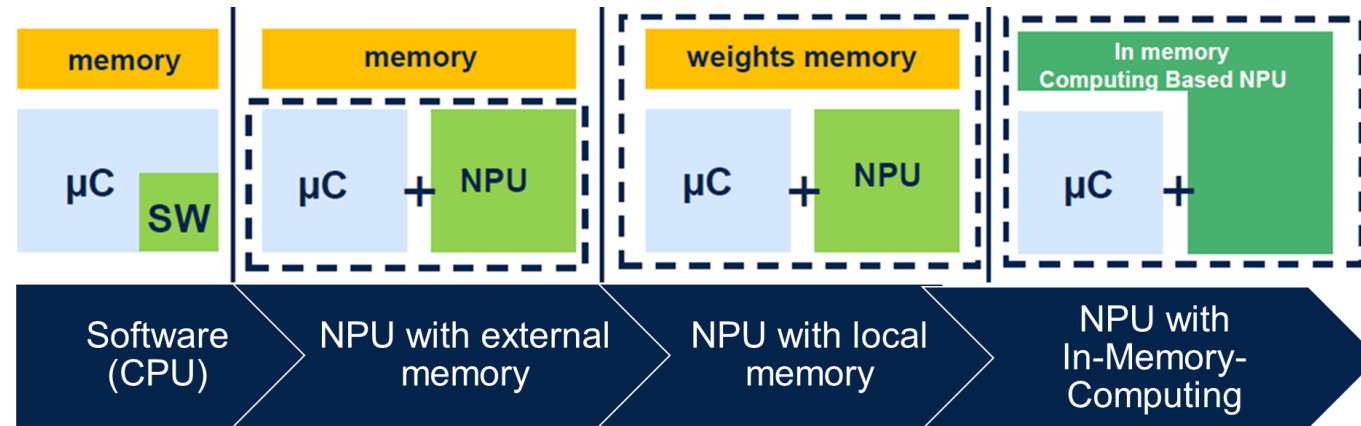 memory
µC
SW
memory
µC
+
NPU
weights memory
µC
+
NPU
In memory
Computing Based NPU
µC
+
Software
(CPU)
NPU with external
memory
NPU with local
memory
NPU with
In-Memory-
Computing